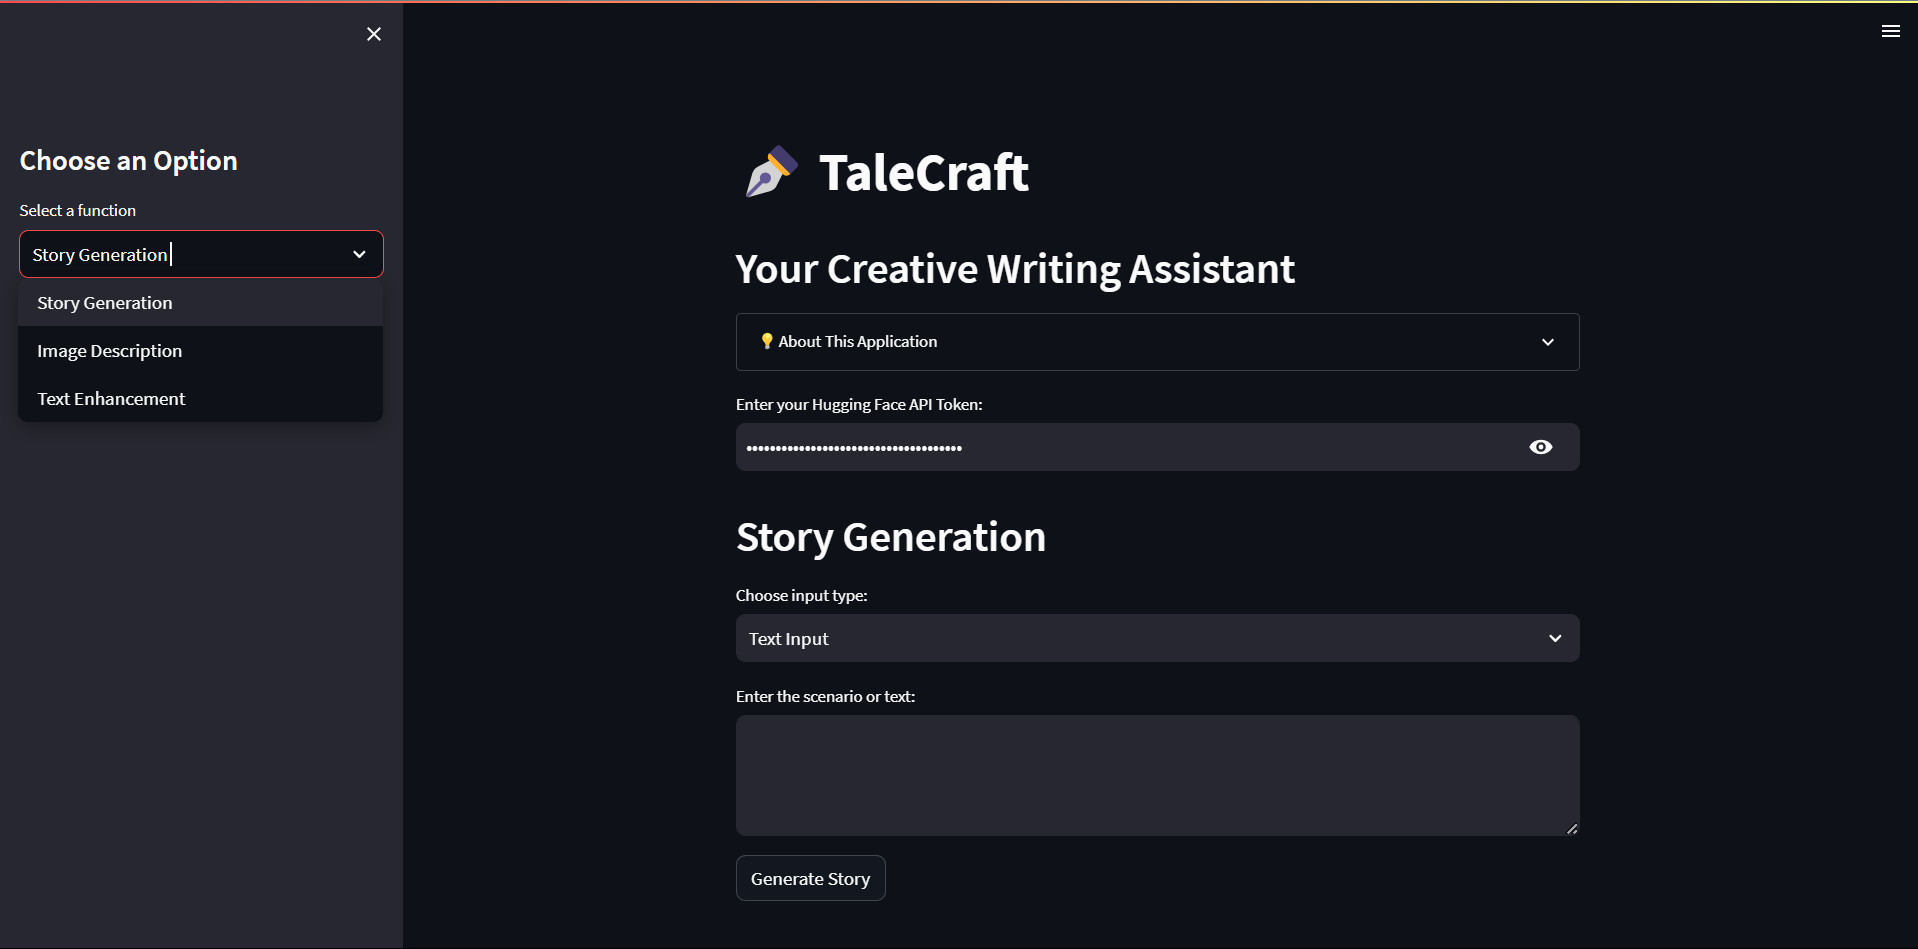 Choose an Option
Select a function
Story Generation
Story Generation
Image Description
Text Enhancement
TaleCraft
Your Creative Writing Assistant
💡 About This Application
Enter your Hugging Face API Token:
•••••••••••••••••••••••••••••••••••••
Story Generation
Choose input type:
Text Input
Enter the scenario or text:
Generate Story